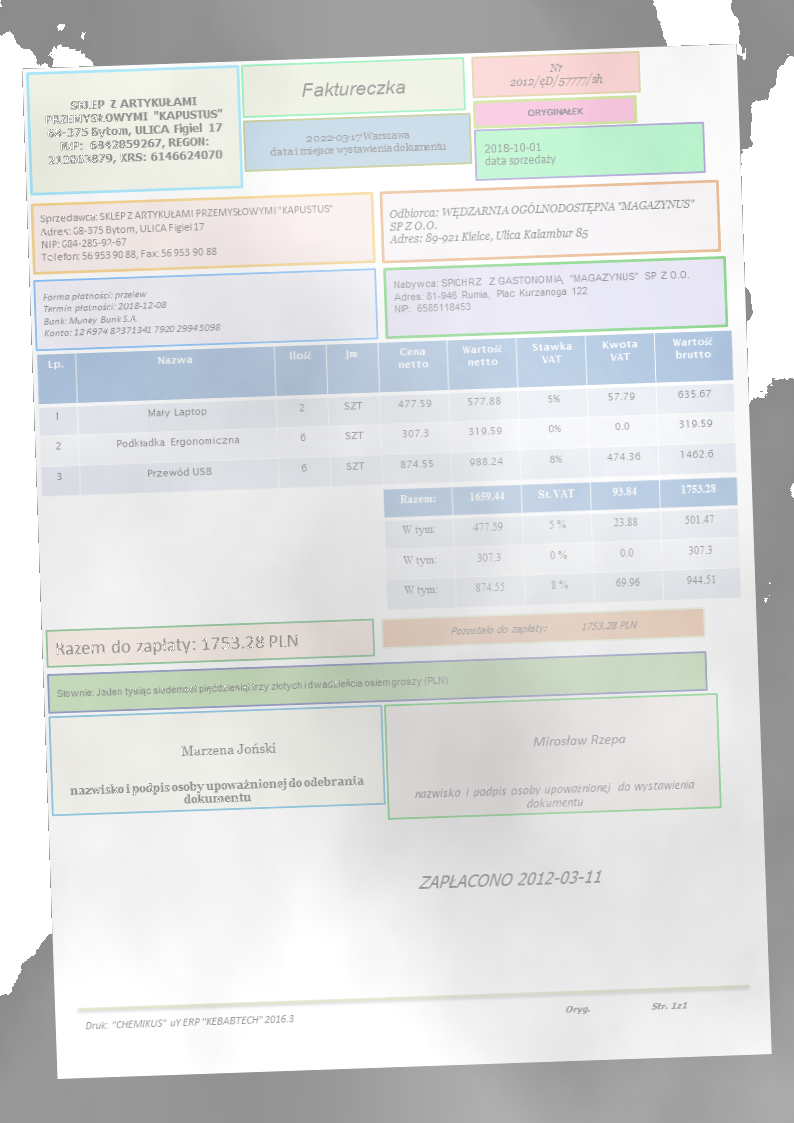 SKLEP Z ARTYKUŁAMI
PRZEMYSŁOWYMI "KAPUSTUS"
68-375 Bytom, ULICA Figiel 17
NIP: 6842859267, REGON:
212863879, KRS: 6146624070
Faktureczka
Nr
2012/ęD/57777/sh
ORYGINAŁEK
2022-03-17 Warszawa
data i miejsce wystawienia dokumentu
2018-10-01
data sprzedaży
Sprzedawca: SKLEP Z ARTYKUŁAMI PRZEMYSŁOWYMI "KAPUSTUS"
Adres: 68-375 Bytom, ULICA Figiel 17
NIP: 684-285-92-67
Telefon: 56 953 90 88, Fax: 56 953 90 88
Odbiorca: WĘDZARNIA OGÓLNODOSTĘPNA "MAGAZYNUS"
SP Z O.O.
Adres: 89-921 Kielce, Ulica Kalambur 85
Forma płatności: przelew
Termin płatności: 2018-12-08
Bank: Muney Bunk S.A.
Konto: 12 6974 8237 1341 7920 2994 5098
Nabywca: SPICHRZ Z GASTONOMIĄ "MAGAZYNUS" SP Z O.O.
Adres: 81-946 Rumia, Plac Kurzanoga 122
NIP: 6585118453
Lp. Nazwa Ilość Jm Cena netto Wartość netto Stawka VAT Kwota VAT Wartość brutto
1 Mały Laptop 2 SZT 477.59 577.88 5% 57.79 635.67
2 Podkładka Ergonomiczna 6 SZT 307.3 319.59 0% 0.0 319.59
3 Przewód USB 6 SZT 874.55 988.24 8% 474.36 1462.6
Razem: 1659.44 St. VAT 93.84 1753.28
W tym: 477.59 5 % 23.88 501.47
W tym: 307.3 0 % 0.0 307.3
W tym: 874.55 8 % 69.96 944.51
Razem do zapłaty: 1753.28 PLN
Pozostało do zapłaty: 1753.28 PLN
Słownie: Jeden tysiąc siedemset pięćdziesiąt trzy złotych i dwadzieścia osiem groszy (PLN)
Marzena Joński
nazwisko i podpis osoby upoważnionej do odebrania
dokumentu
Mirosław Rzepa
nazwisko i podpis osoby upoważnionej do wystawienia
dokumentu
ZAPŁACONO 2012-03-11
Druk: "CHEMIKUS" uY ERP "KEBABTECH" 2016.3
Oryg. Str. 1z1